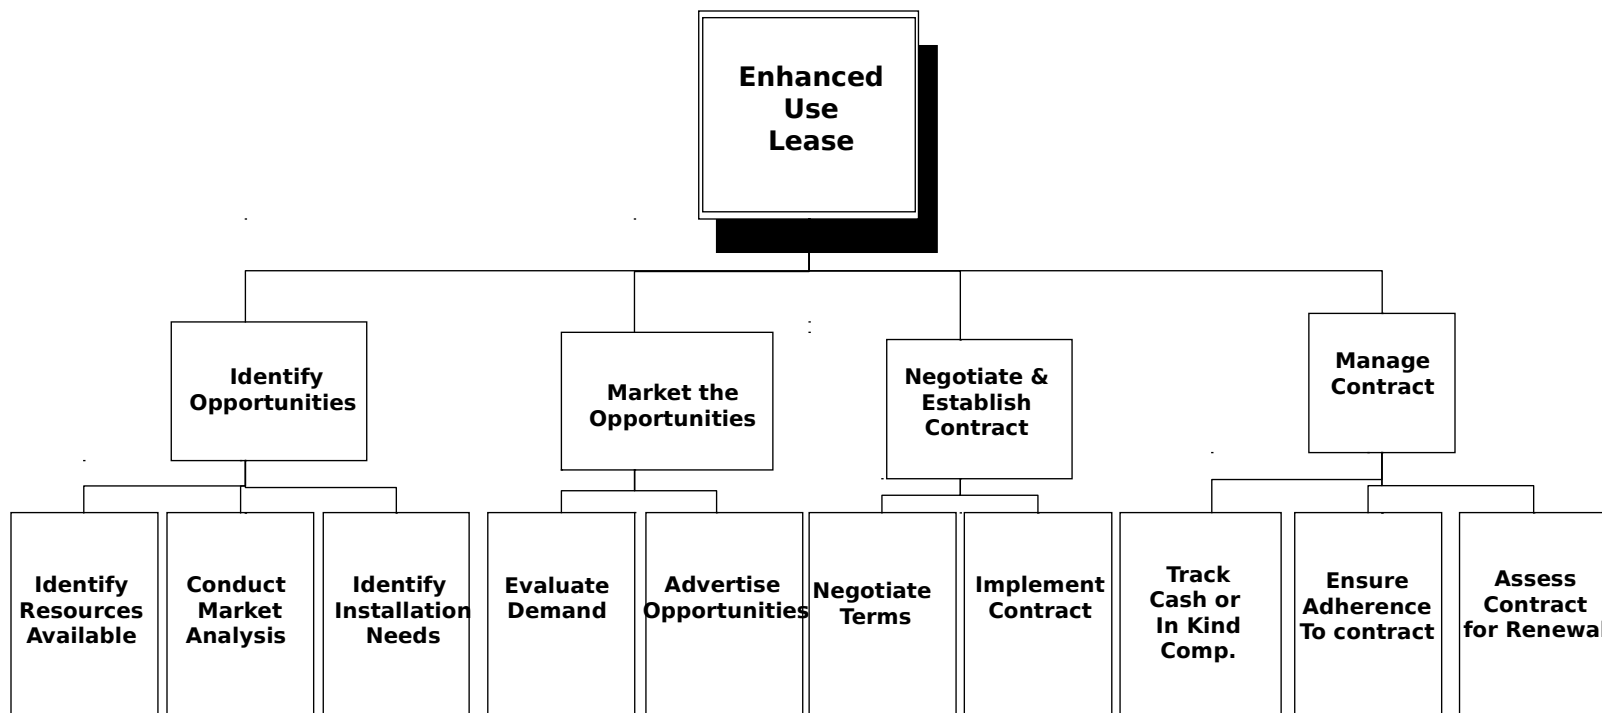 Enhanced
Use
Lease
Identify
Opportunities
Market the
Opportunities
Negotiate &
Establish
Contract
Manage
Contract
Identify
Resources
Available
Conduct
Market
Analysis
Identify
Installation
Needs
Evaluate
Demand
Advertise
Opportunities
Negotiate
Terms
Implement
Contract
Track
Cash or
In Kind
Comp.
Ensure
Adherence
To contract
Assess
Contract
for Renewal